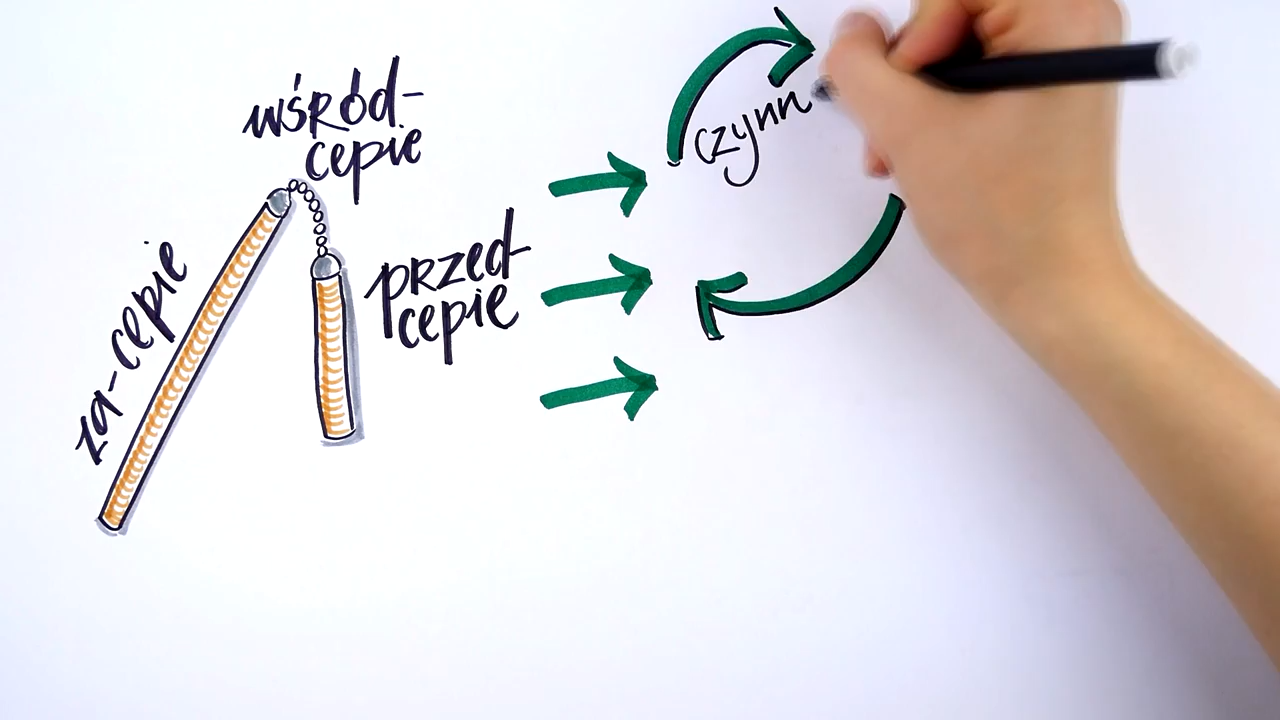 wśród-
cepie
za-cepie
przed-
cepie
czynn